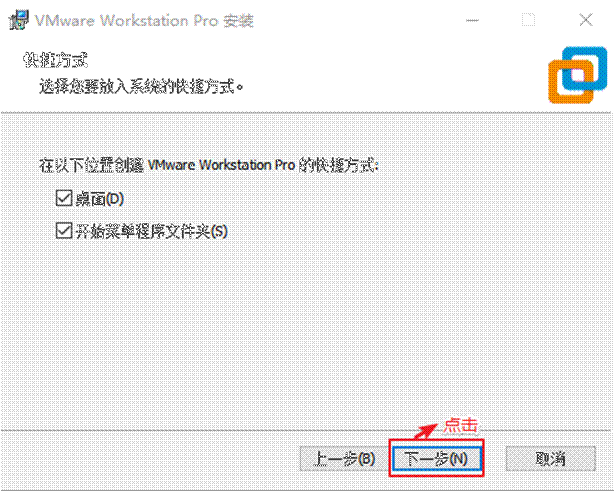 VMware Workstation Pro 安装
快捷方式
选择您要放入系统的快捷方式。
在以下位置创建 VMware Workstation Pro 的快捷方式:
桌面(D)
开始菜单程序文件夹(S)
点击
上一步(B) 下一步(N) 取消